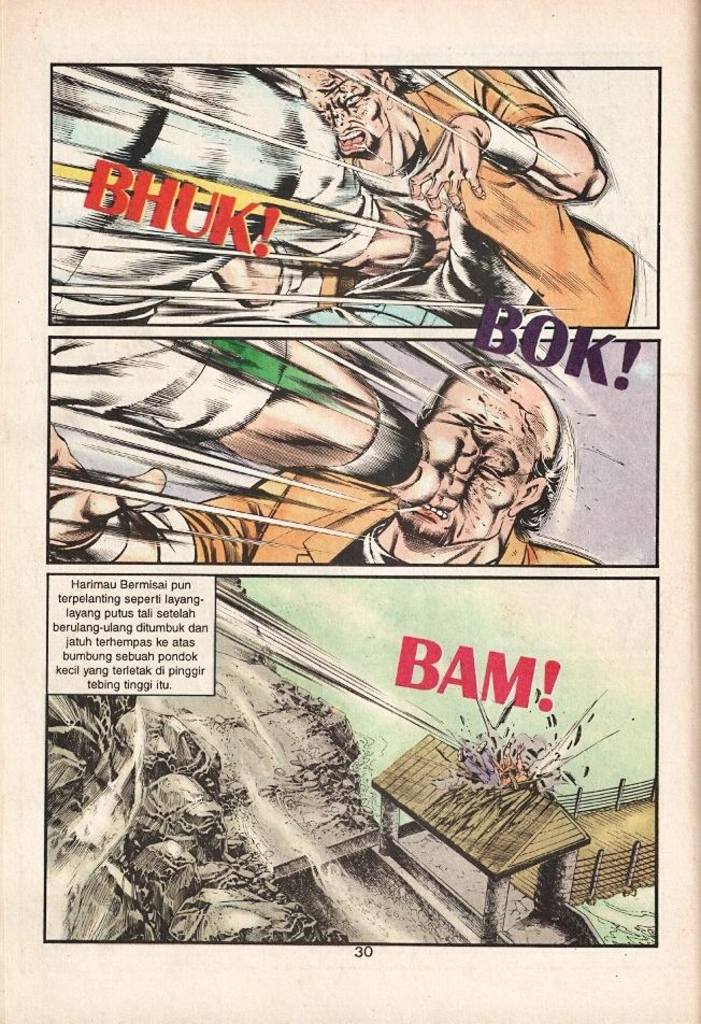 BHUK!
BOK!
Harimau Bermisai pun
terpelanting seperti layang-
layang putus tali setelah
berulang-ulang ditumbuk dan
jatuh terhempas ke atas
bumbung sebuah pondok
kecil yang terletak di pinggir
tebing tinggi itu.
BAM!
30